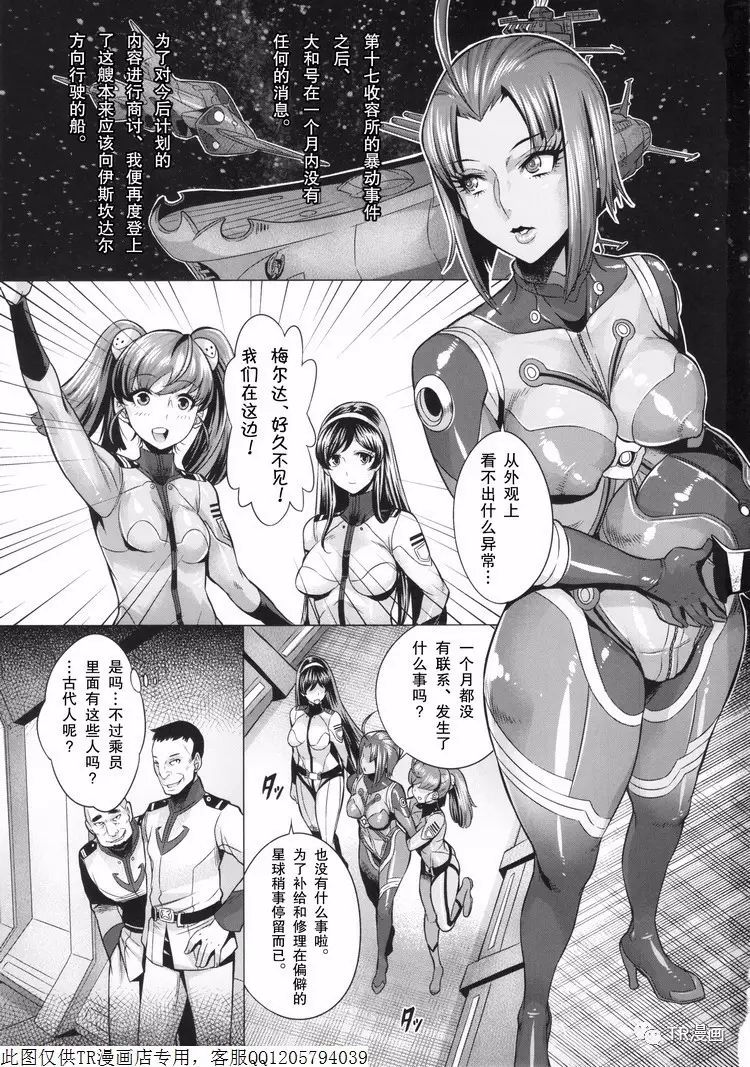 第十七收容所的暴动事件
之后、
大和号在一个月内没有
任何的消息。
为了对今后计划的
内容进行商讨、我便再度登上
了这艘本来应该向伊斯坎达尔
方向行驶的船。
梅尔达、好久不见！
我们在这边！
从外观上
看不出什么异常…
一个月都没
有联系、发生了
什么事吗？
也没有什么事啦。
为了补给和修理在偏僻的
星球稍事停留而已。
是吗…不过乘员
里面有这些人吗？
…古代人呢？
タッ
タッ
TR漫画
此图仅供TR漫画店专用，客服QQ1205794039